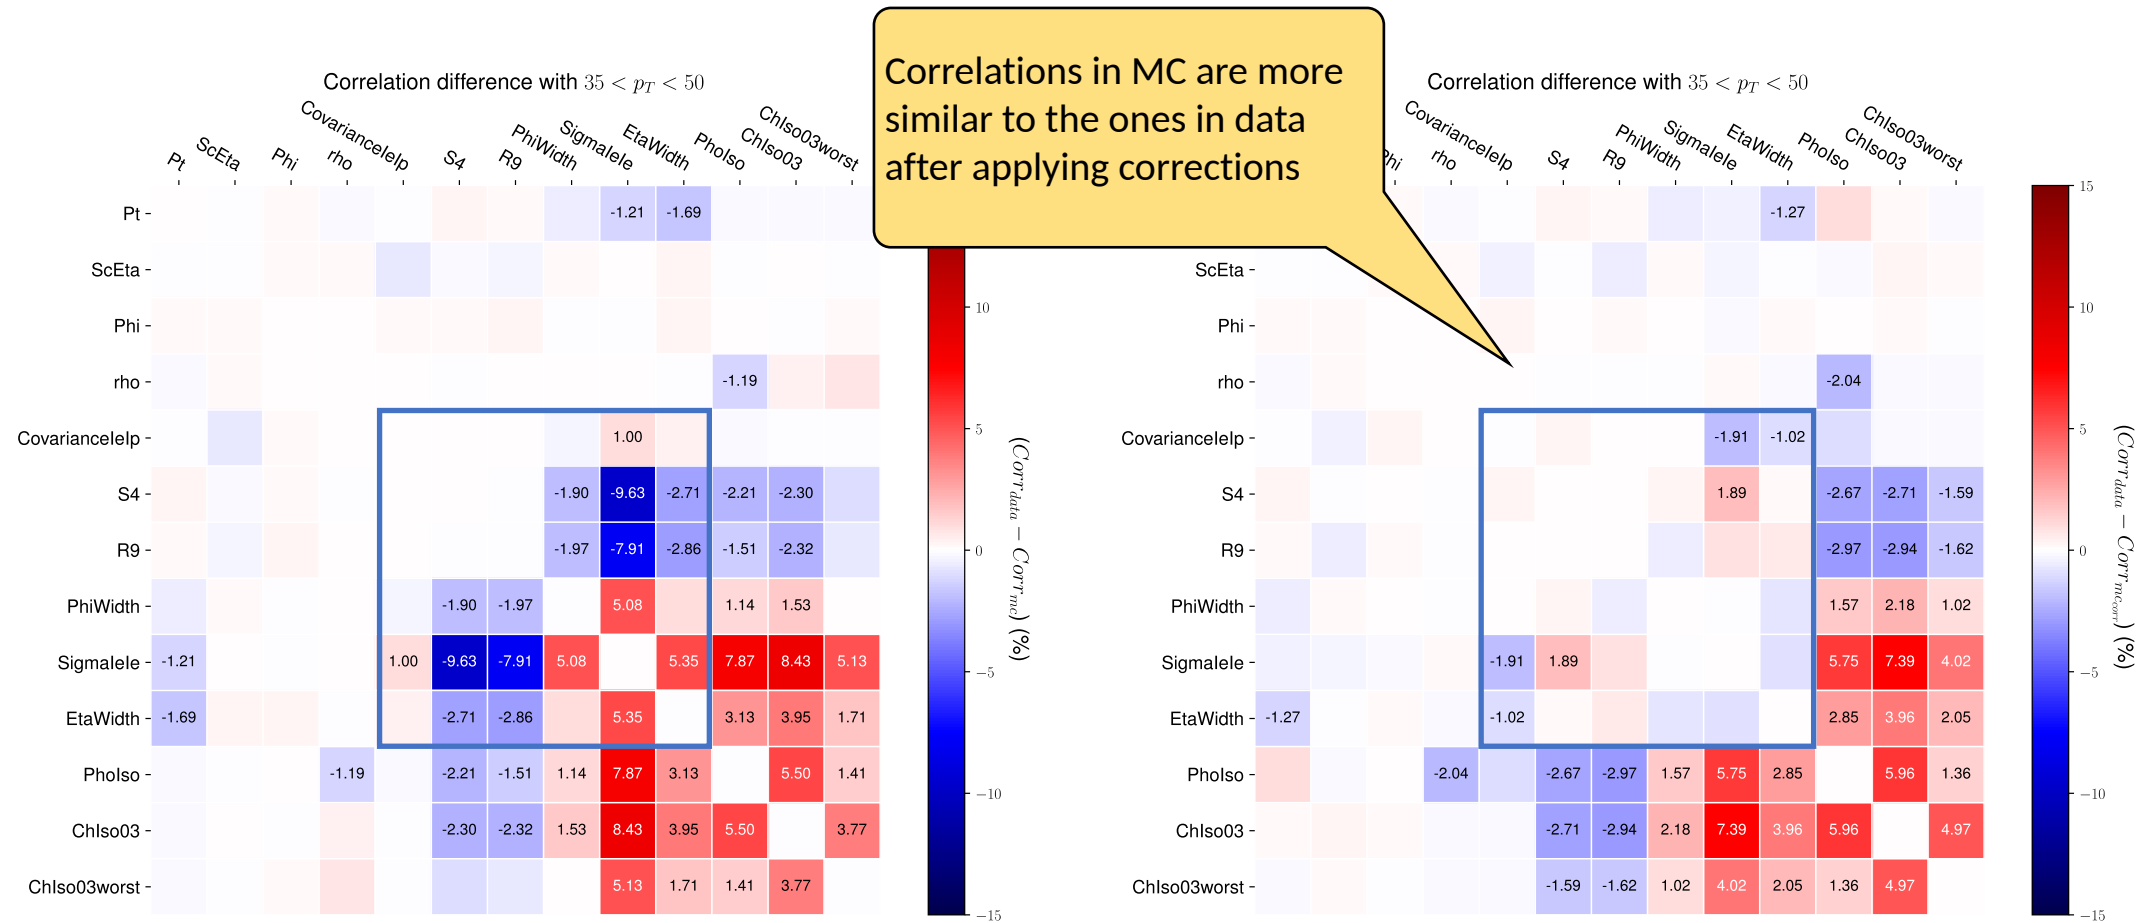 Correlations in MC are more
similar to the ones in data
after applying corrections
Correlation difference with 35 < p_T < 50
Pt ScEta Phi rho CovarianceIeIp S4 R9 PhiWidth SigmaIeIe EtaWidth PhoIso ChIso03 ChIso03worst
Pt -1.21 -1.69
ScEta
Phi
rho -1.19
CovarianceIeIp 1.00
S4 -1.90 -9.63 -2.71 -2.21 -2.30
R9 -1.97 -7.91 -2.86 -1.51 -2.32
PhiWidth -1.90 -1.97 5.08 1.14 1.53
SigmaIeIe -1.21 1.00 -9.63 -7.91 5.08 5.35 7.87 8.43 5.13
EtaWidth -1.69 -2.71 -2.86 5.35 3.13 3.95 1.71
PhoIso -1.19 -2.21 -1.51 1.14 7.87 3.13 5.50 1.41
ChIso03 -2.30 -2.32 1.53 8.43 3.95 5.50 3.77
ChIso03worst 5.13 1.71 1.41 3.77
10
5
0
−5
−10
−15
(Corr_data − Corr_mc) (%)
Correlation difference with 35 < p_T < 50
Phi rho CovarianceIeIp S4 R9 PhiWidth SigmaIeIe EtaWidth PhoIso ChIso03 ChIso03worst
-1.27
ScEta
Phi
rho -2.04
CovarianceIeIp -1.91 -1.02
S4 1.89 -2.67 -2.71 -1.59
R9 -2.97 -2.94 -1.62
PhiWidth 1.57 2.18 1.02
SigmaIeIe -1.91 1.89 5.75 7.39 4.02
EtaWidth -1.27 -1.02 2.85 3.96 2.05
PhoIso -2.04 -2.67 -2.97 1.57 5.75 2.85 5.96 1.36
ChIso03 -2.71 -2.94 2.18 7.39 3.96 5.96 4.97
ChIso03worst -1.59 -1.62 1.02 4.02 2.05 1.36 4.97
15
10
5
0
−5
−10
−15
(Corr_data − Corr_mc_corr) (%)